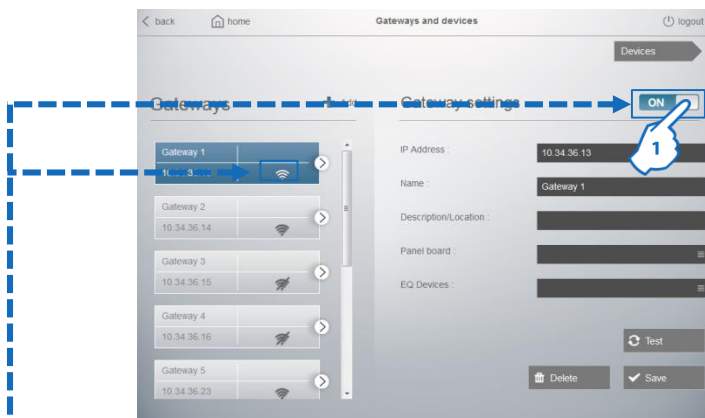 back
home
Gateways and devices
logout
Devices
Gateways
Add
Gateway settings
ON
1
Gateway 1
Gateway 2
10.34.36.14
Gateway 3
10.34.36.15
Gateway 4
10.34.36.16
Gateway 5
10.34.36.23
IP Address :
10.34.36.13
Name :
Gateway 1
Description/Location :
Panel board :
EQ Devices :
Test
Delete
Save